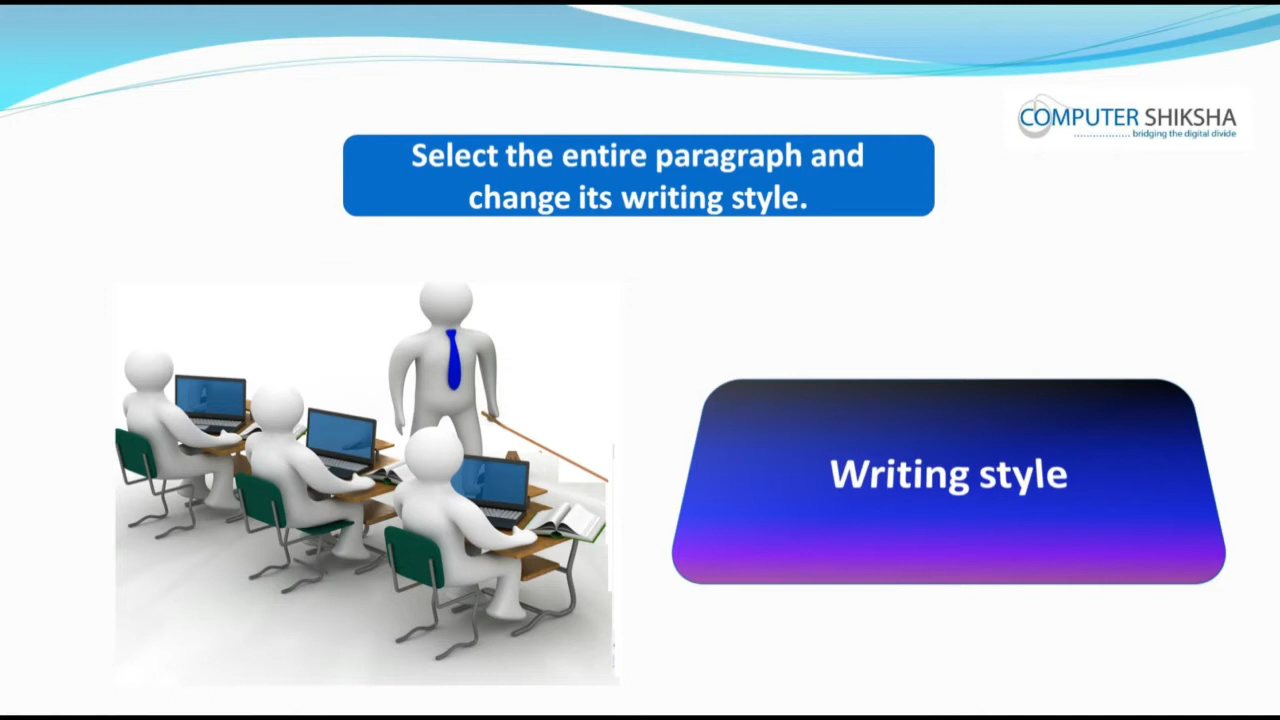 COMPUTER SHIKSHA
bridging the digital divide
Select the entire paragraph and
change its writing style.
Writing style